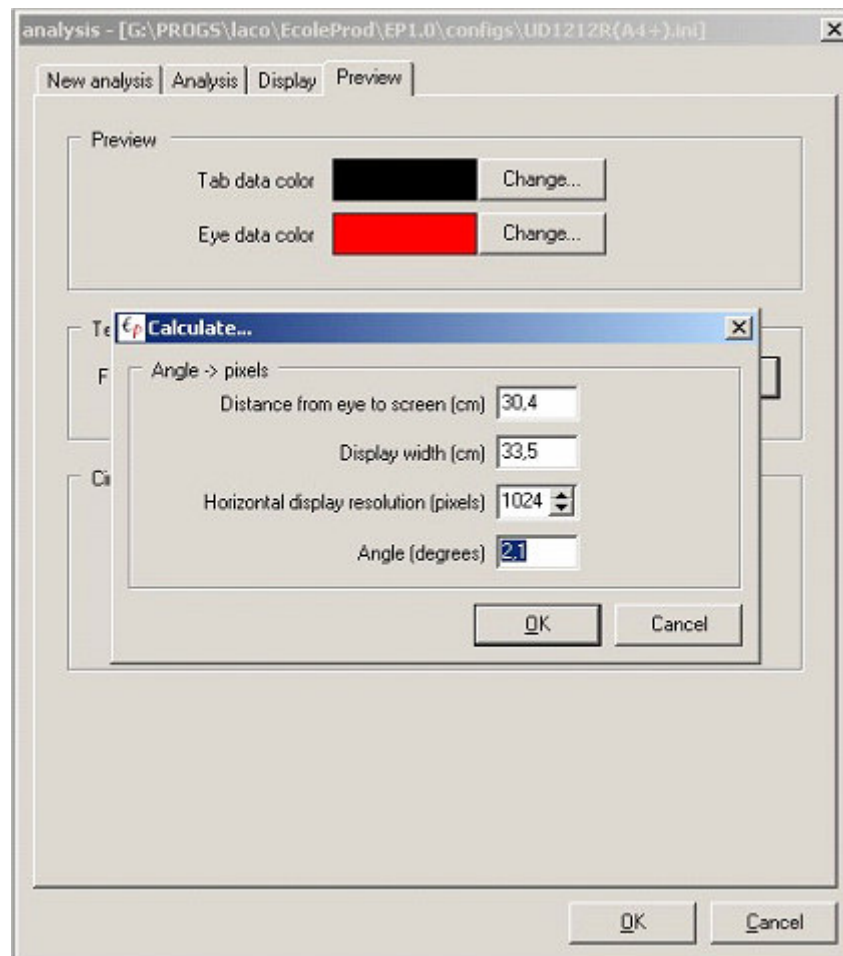 analysis - [G:\PROGS\laco\EcoleProd\EP1.0\configs\UD1212R(A4+).ini]
New analysis Analysis Display Preview
Preview
Tab data color Change...
Eye data color Change...
Calculate...
Angle -> pixels
Distance from eye to screen (cm) 30,4
Display width (cm) 33,5
Horizontal display resolution (pixels) 1024
Angle (degrees) 2,1
OK Cancel
OK Cancel